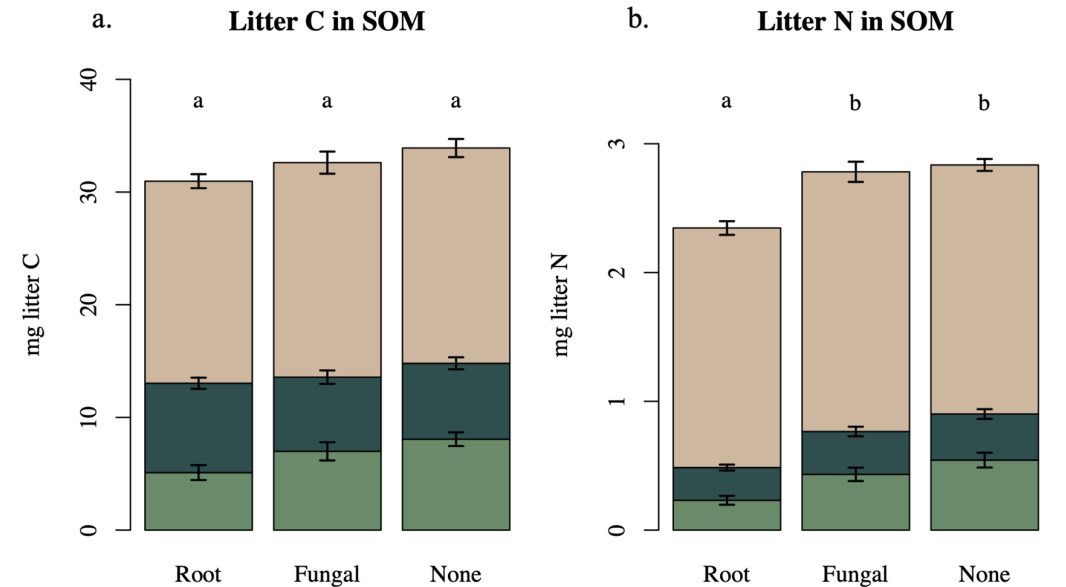 a.
Litter C in SOM
mg litter C
40
30
20
10
0
a a a
Root Fungal None
b.
Litter N in SOM
mg litter N
3
2
1
0
a b b
Root Fungal None